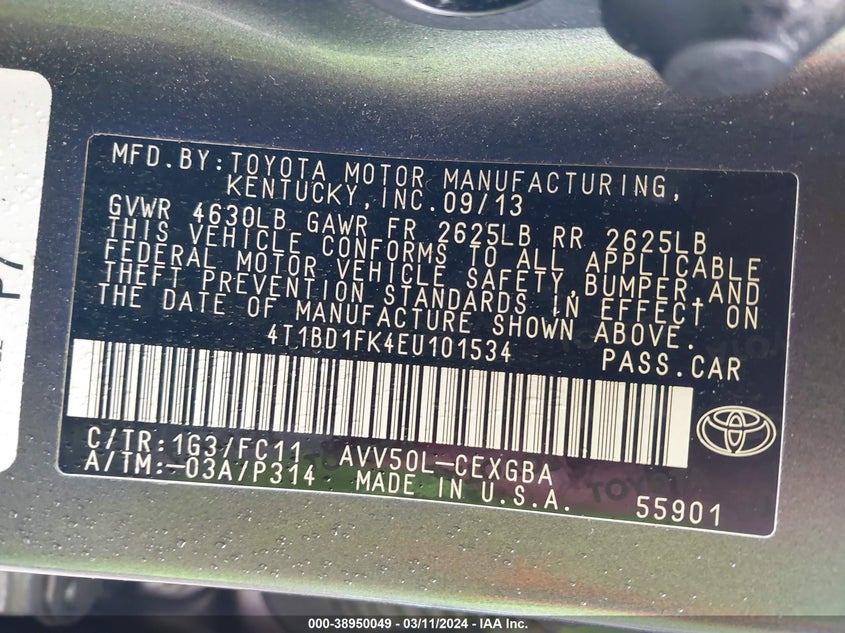 MFD.BY:TOYOTA MOTOR MANUFACTURING,
KENTUCKY,INC.09/13
GVWR 4630LB GAWR FR 2625LB RR 2625LB
THIS VEHICLE CONFORMS TO ALL APPLICABLE
FEDERAL MOTOR VEHICLE SAFETY,BUMPER,AND
THEFT PREVENTION STANDARDS IN EFFECT ON
THE DATE OF MANUFACTURE SHOWN ABOVE.
4T1BD1FK4EU101534
PASS.CAR
C/TR:1G3/FC11 AVV50L-CEXGBA
A/TM:-03A/P314 MADE IN U.S.A.
55901
000-38950049 - 03/11/2024 - IAA Inc.